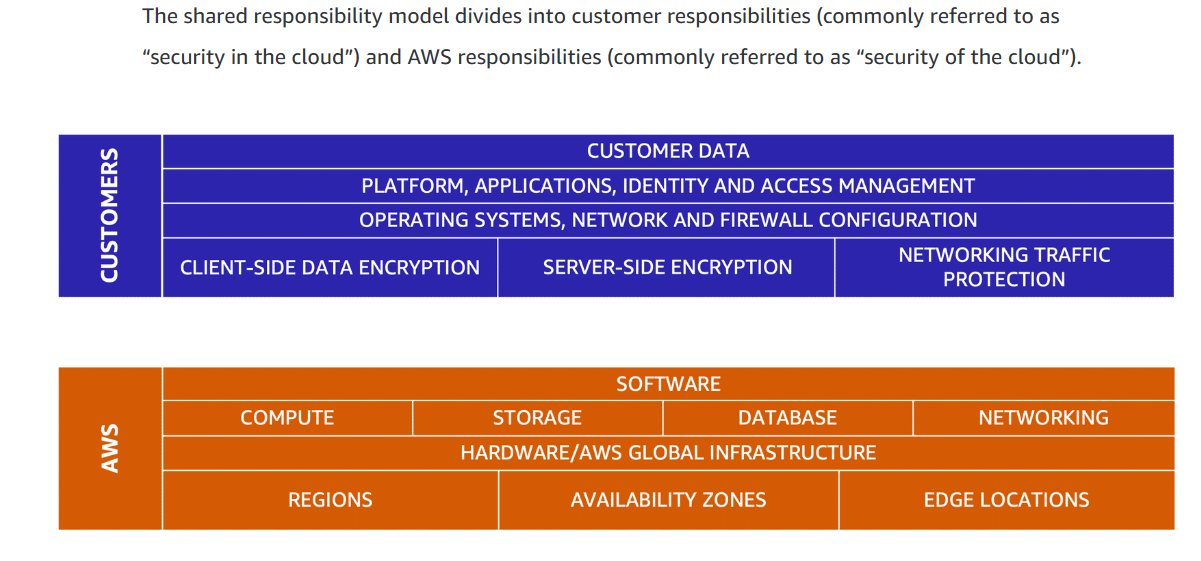 The shared responsibility model divides into customer responsibilities (commonly referred to as
“security in the cloud”) and AWS responsibilities (commonly referred to as “security of the cloud”).
CUSTOMERS
CUSTOMER DATA
PLATFORM, APPLICATIONS, IDENTITY AND ACCESS MANAGEMENT
OPERATING SYSTEMS, NETWORK AND FIREWALL CONFIGURATION
CLIENT-SIDE DATA ENCRYPTION
SERVER-SIDE ENCRYPTION
NETWORKING TRAFFIC
PROTECTION
AWS
SOFTWARE
COMPUTE
STORAGE
DATABASE
NETWORKING
HARDWARE/AWS GLOBAL INFRASTRUCTURE
REGIONS
AVAILABILITY ZONES
EDGE LOCATIONS